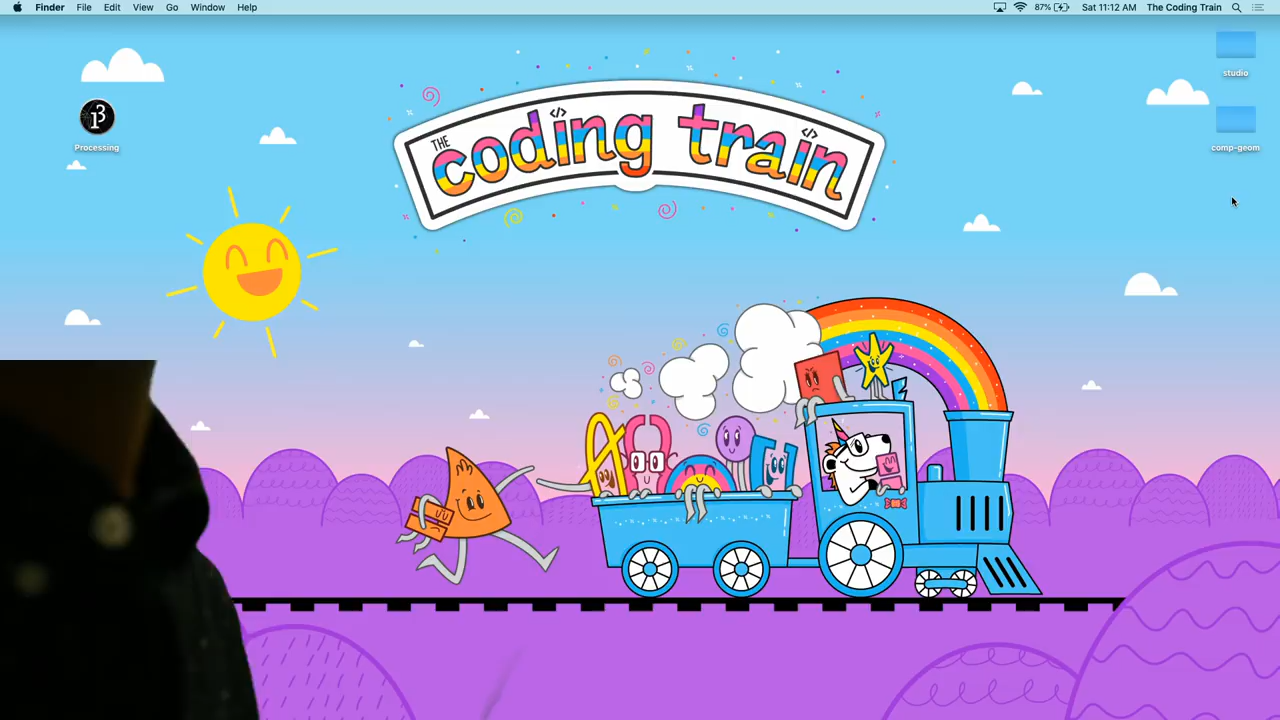 Finder File Edit View Go Window Help 87% Sat 11:12 AM The Coding Train
THE
</> </>
coding train
Processing
studio
comp-geom